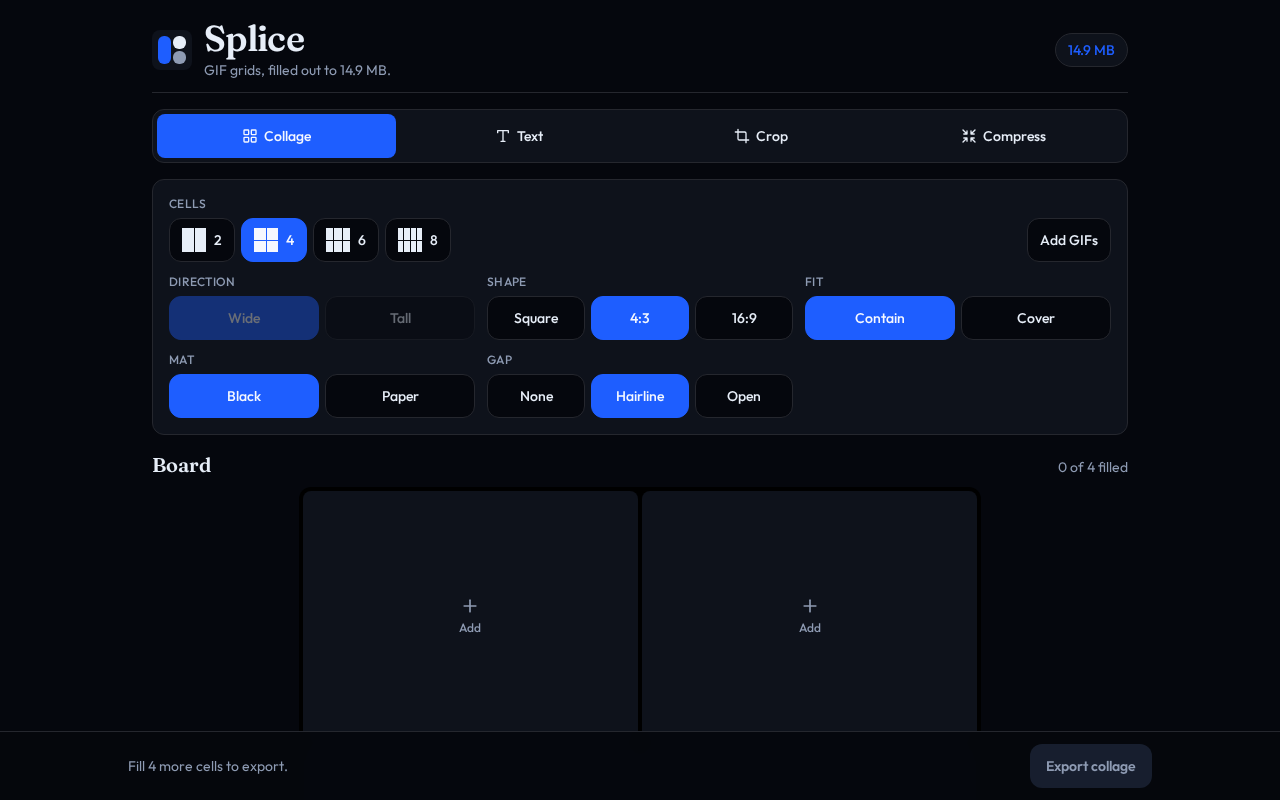 Splice
GIF grids, filled out to 14.9 MB.
14.9 MB
Collage
Text
Crop
Compress
CELLS
2
4
6
8
Add GIFs
DIRECTION
Wide
Tall
SHAPE
Square
4:3
16:9
FIT
Contain
Cover
MAT
Black
Paper
GAP
None
Hairline
Open
Board
0 of 4 filled
Add
Add
Fill 4 more cells to export.
Export collage